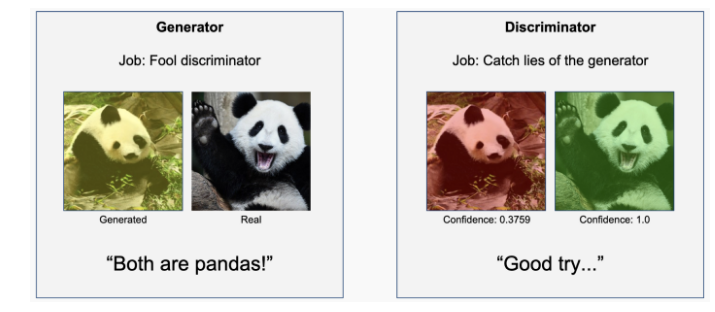 Generator
Job: Fool discriminator
Generated
Real
“Both are pandas!”
Discriminator
Job: Catch lies of the generator
Confidence: 0.3759
Confidence: 1.0
“Good try...”